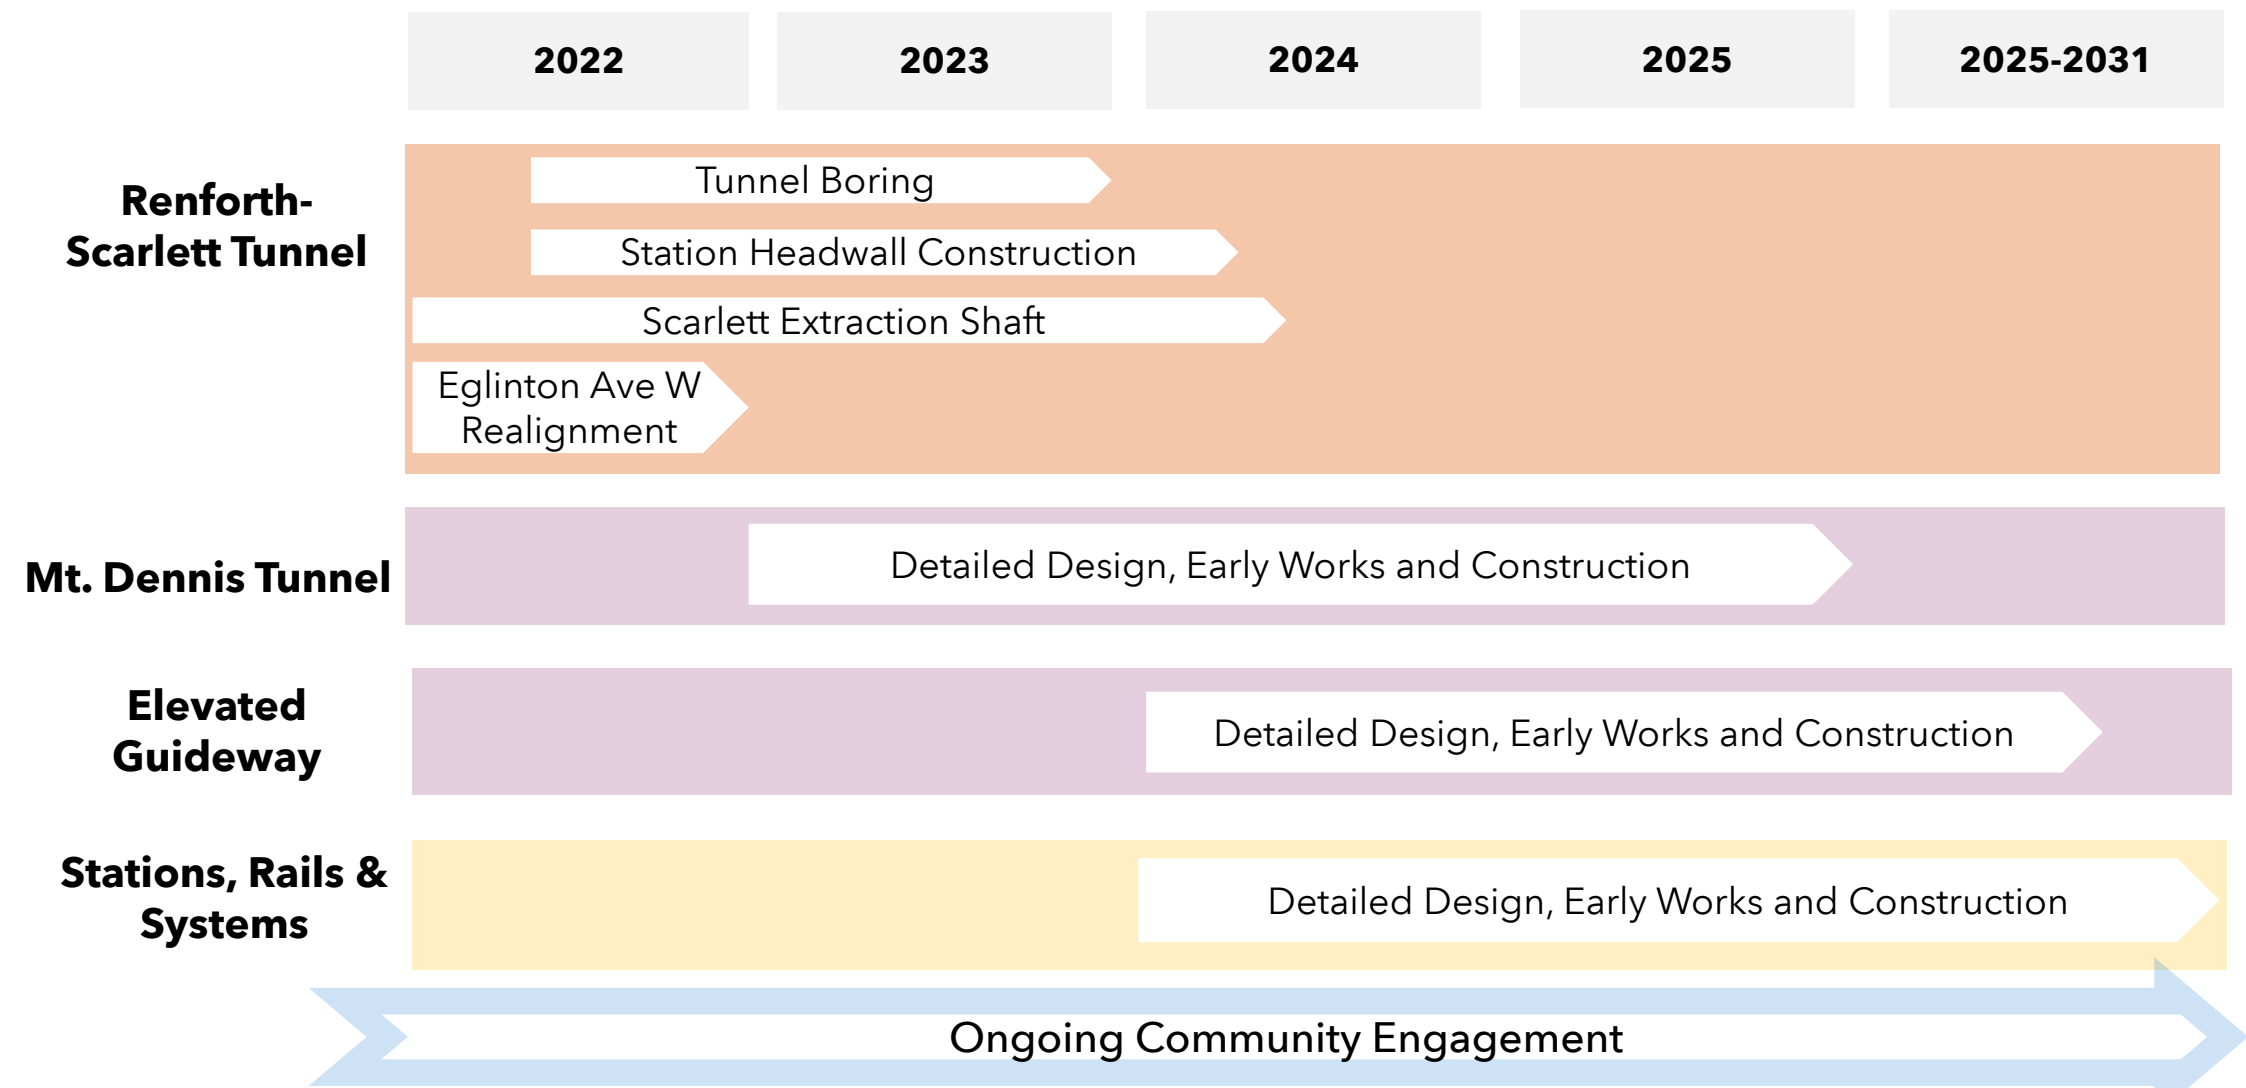 2022
2023
2024
2025
2025-2031
Renforth-
Scarlett Tunnel
Tunnel Boring
Station Headwall Construction
Scarlett Extraction Shaft
Eglinton Ave W
Realignment
Mt. Dennis Tunnel
Detailed Design, Early Works and Construction
Elevated
Guideway
Detailed Design, Early Works and Construction
Stations, Rails &
Systems
Detailed Design, Early Works and Construction
Ongoing Community Engagement